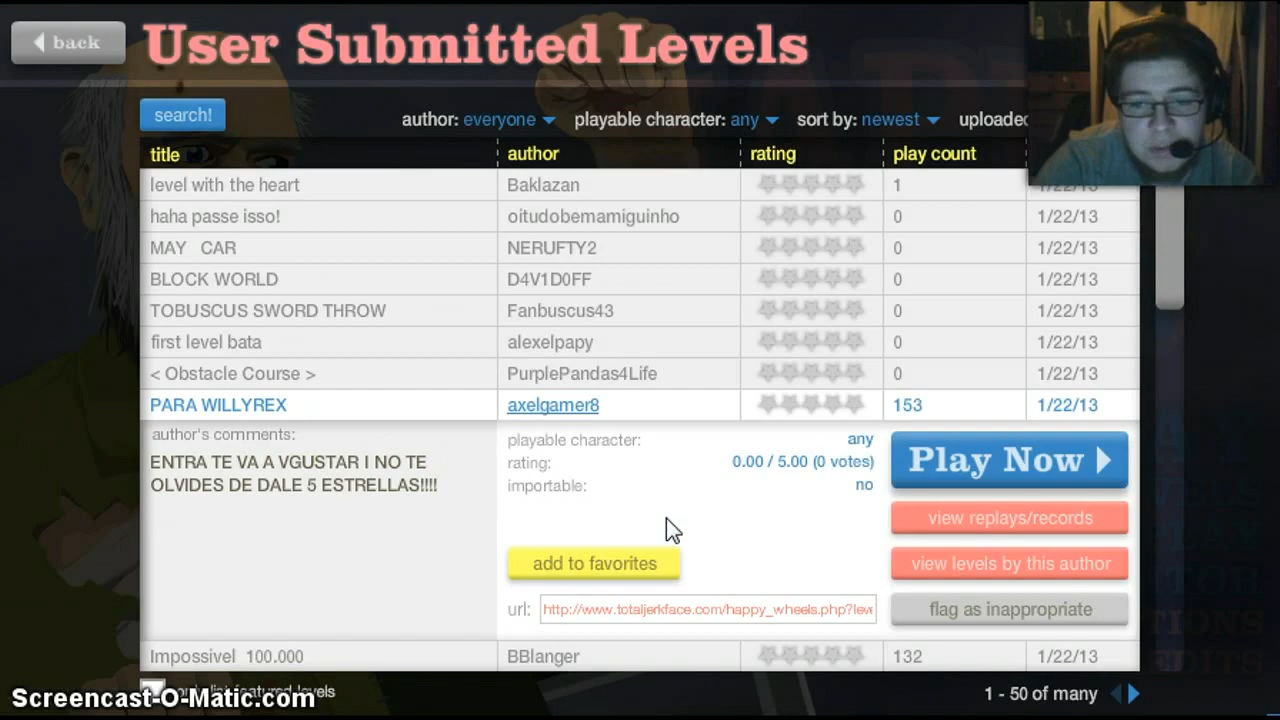 back
User Submitted Levels
search!
author: everyone playable character: any sort by: newest uploaded
title author rating play count
level with the heart Baklazan 1 1/22/13
haha passe isso! oitudobemamiguinho 0 1/22/13
MAY CAR NERUFTY2 0 1/22/13
BLOCK WORLD D4V1D0FF 0 1/22/13
TOBUSCUS SWORD THROW Fanbuscus43 0 1/22/13
first level bata alexelpapy 0 1/22/13
< Obstacle Course > PurplePandas4Life 0 1/22/13
PARA WILLYREX axelgamer8 153 1/22/13
author's comments:
ENTRA TE VA A VGUSTAR I NO TE
OLVIDES DE DALE 5 ESTRELLAS!!!!
playable character: any
rating: 0.00 / 5.00 (0 votes)
importable: no
Play Now
view replays/records
add to favorites
view levels by this author
url: http://www.totaljerkface.com/happy_wheels.php?leve
flag as inappropriate
Impossivel 100.000 BBlanger 132 1/22/13
featured levels
Screencast-O-Matic.com
1 - 50 of many